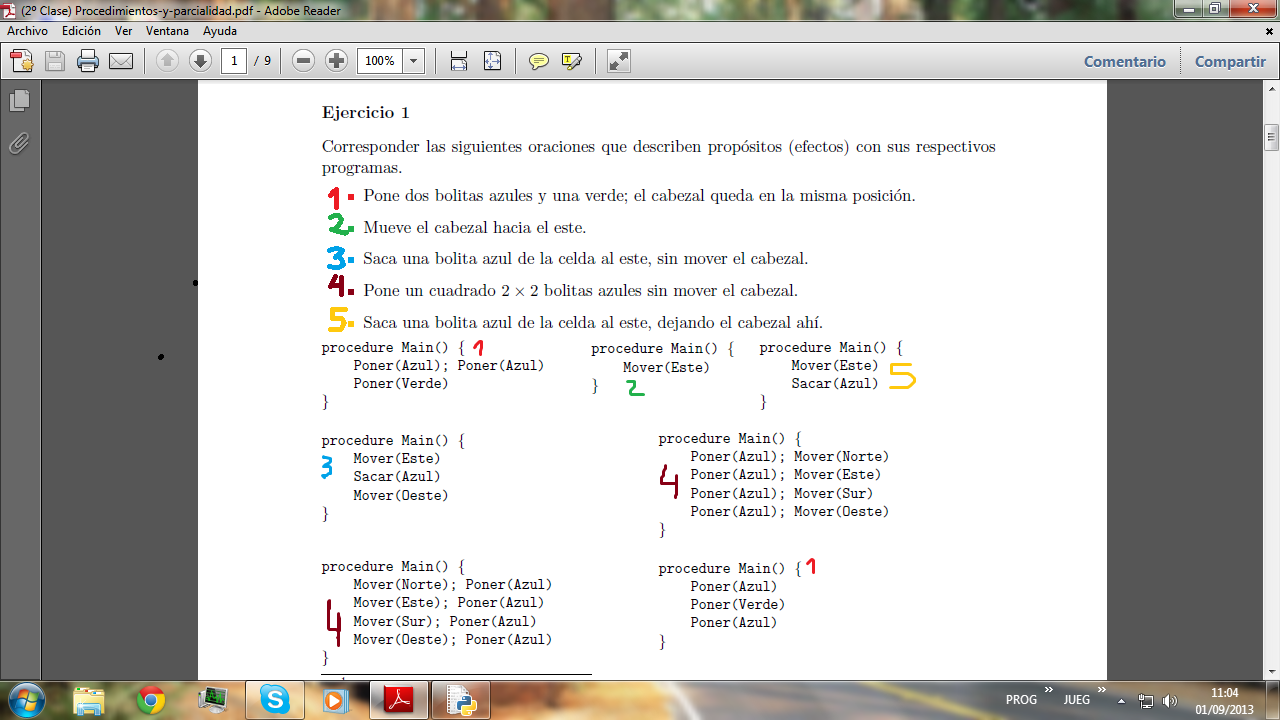 (2º Clase) Procedimientos-y-parcialidad.pdf - Adobe Reader
Archivo Edición Ver Ventana Ayuda
1 / 9 100% Comentario Compartir
Ejercicio 1
Corresponder las siguientes oraciones que describen propósitos (efectos) con sus respectivos
programas.
1 Pone dos bolitas azules y una verde; el cabezal queda en la misma posición.
2 Mueve el cabezal hacia el este.
3 Saca una bolita azul de la celda al este, sin mover el cabezal.
4 Pone un cuadrado 2 × 2 bolitas azules sin mover el cabezal.
5 Saca una bolita azul de la celda al este, dejando el cabezal ahí.
procedure Main() { 1
Poner(Azul); Poner(Azul)
Poner(Verde)
}
procedure Main() {
Mover(Este)
} 2
procedure Main() {
Mover(Este)
Sacar(Azul) 5
}
procedure Main() {
3 Mover(Este)
Sacar(Azul)
Mover(Oeste)
}
procedure Main() {
Poner(Azul); Mover(Norte)
4 Poner(Azul); Mover(Este)
Poner(Azul); Mover(Sur)
Poner(Azul); Mover(Oeste)
}
procedure Main() {
Mover(Norte); Poner(Azul)
Mover(Este); Poner(Azul)
4 Mover(Sur); Poner(Azul)
Mover(Oeste); Poner(Azul)
}
procedure Main() { 1
Poner(Azul)
Poner(Verde)
Poner(Azul)
}
PROG » JUEG » 11:04
01/09/2013